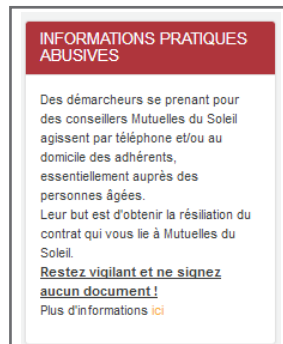 INFORMATIONS PRATIQUES
ABUSIVES
Des démarcheurs se prenant pour
des conseillers Mutuelles du Soleil
agissent par téléphone et/ou au
domicile des adhérents,
essentiellement auprès des
personnes âgées.
Leur but est d'obtenir la résiliation du
contrat qui vous lie à Mutuelles du
Soleil.
Restez vigilant et ne signez
aucun document !
Plus d'informations ici